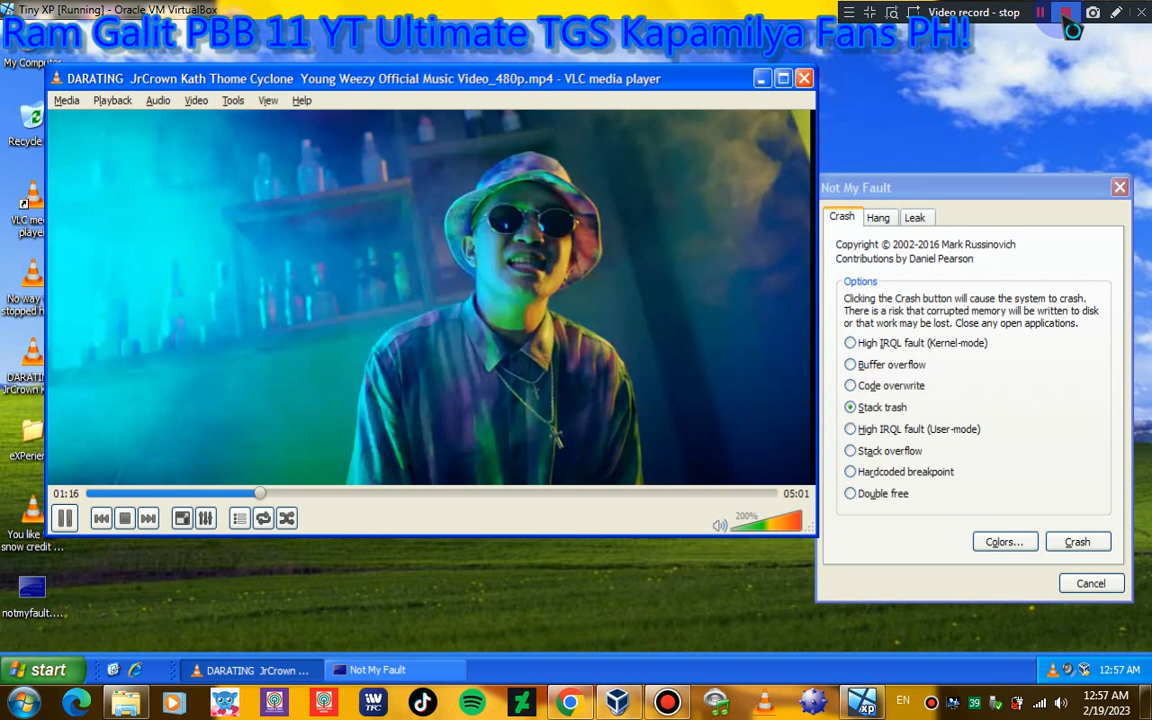 Tiny XP [Running] - Oracle VM VirtualBox
Video record - stop
Ram Galit PBB 11 YT Ultimate TGS Kapamilya Fans PH!
My Computer
DARATING JrCrown Kath Thome Cyclone Young Weezy Official Music Video_480p.mp4 - VLC media player
Media Playback Audio Video Tools View Help
Recycle
VLC me
player
No way
stopped h
DARAT
JrCrown K
eXPerie
You like
snow credit ...
notmyfault....
01:16
05:01
200%
Not My Fault
Crash Hang Leak
Copyright © 2002-2016 Mark Russinovich
Contributions by Daniel Pearson
Options
Clicking the Crash button will cause the system to crash.
There is a risk that corrupted memory will be written to disk
or that work may be lost. Close any open applications.
High IRQL fault (Kernel-mode)
Buffer overflow
Code overwrite
Stack trash
High IRQL fault (User-mode)
Stack overflow
Hardcoded breakpoint
Double free
Colors... Crash
Cancel
start
DARATING JrCrown ...
Not My Fault
12:57 AM
iWant
TFC
xp
EN
39
12:57 AM
2/19/2023